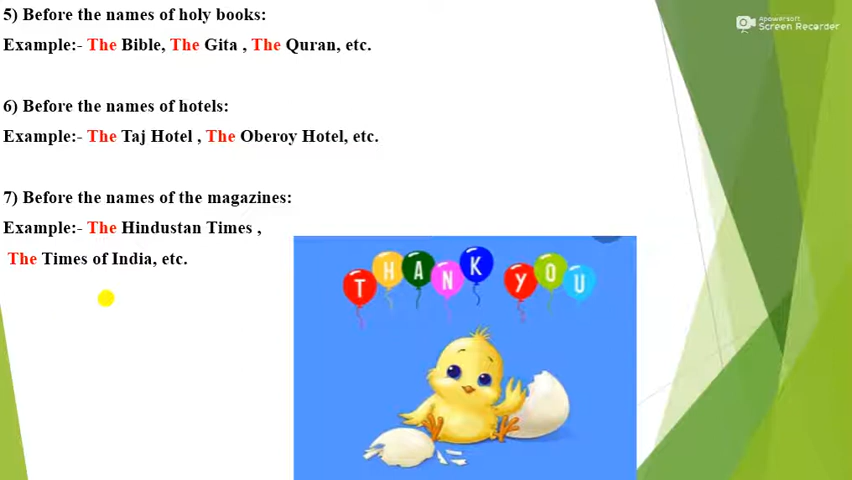 5) Before the names of holy books:
Example:- The Bible, The Gita , The Quran, etc.
6) Before the names of hotels:
Example:- The Taj Hotel , The Oberoy Hotel, etc.
7) Before the names of the magazines:
Example:- The Hindustan Times ,
The Times of India, etc.
THANK YOU
Apowersoft
Screen Recorder